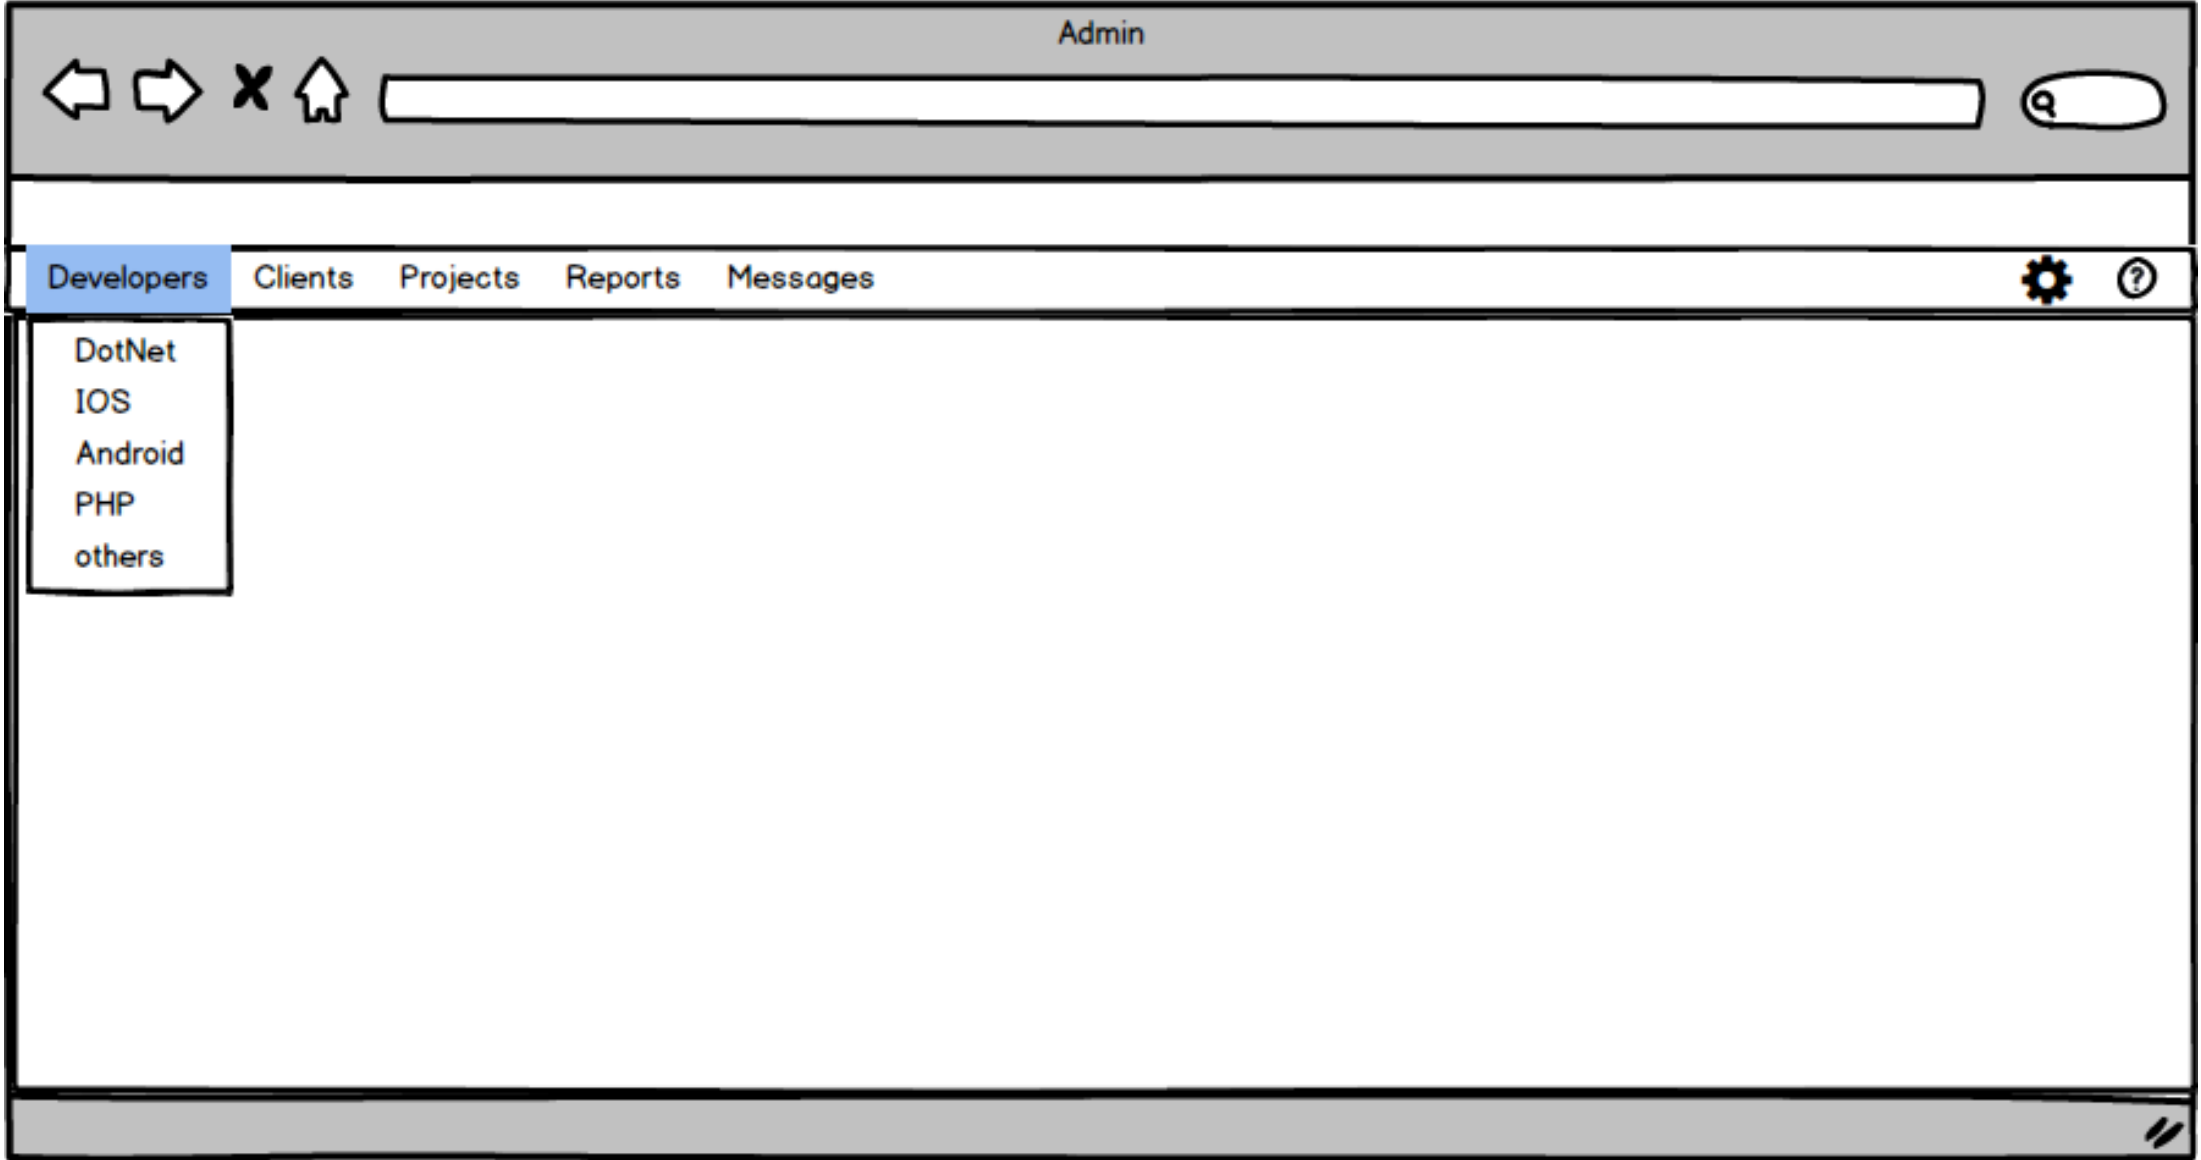 Admin
Developers Clients Projects Reports Messages ?
DotNet
IOS
Android
PHP
others